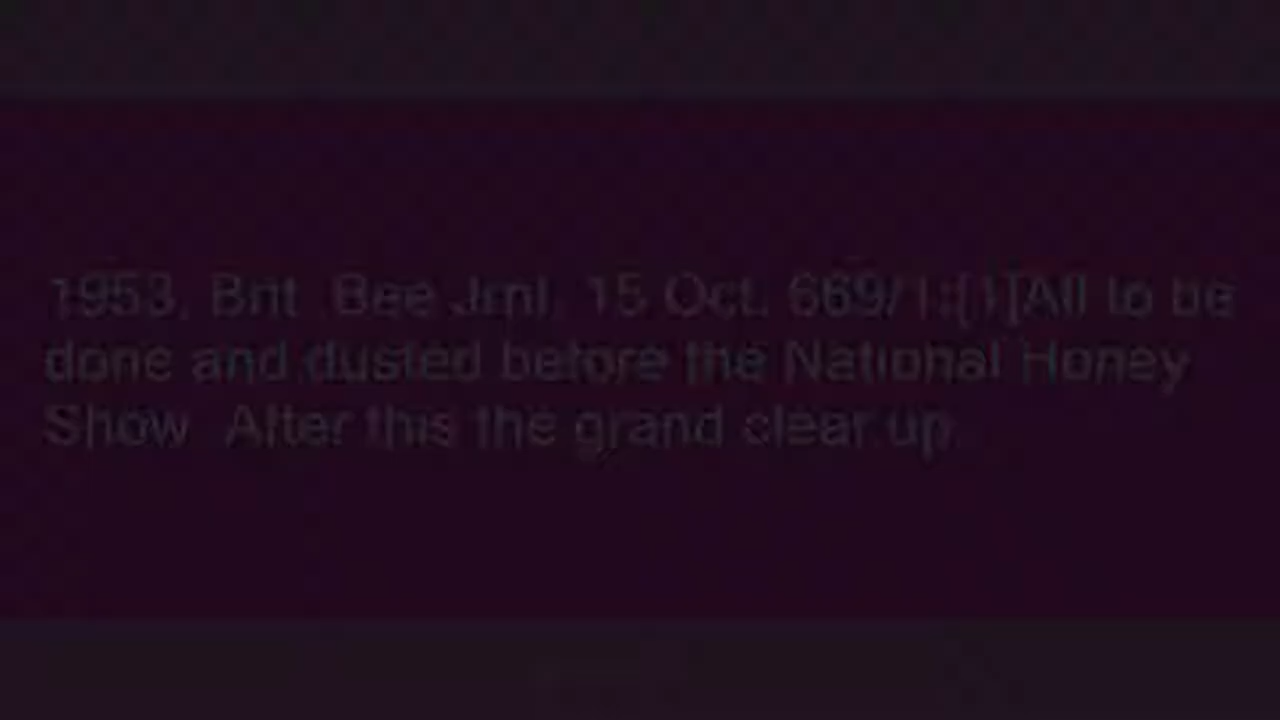 1953, Brit. Bee Jrnl. 15 Oct. 669/1:[1]All to be
done and dusted before the National Honey
Show. After this the grand clear up.